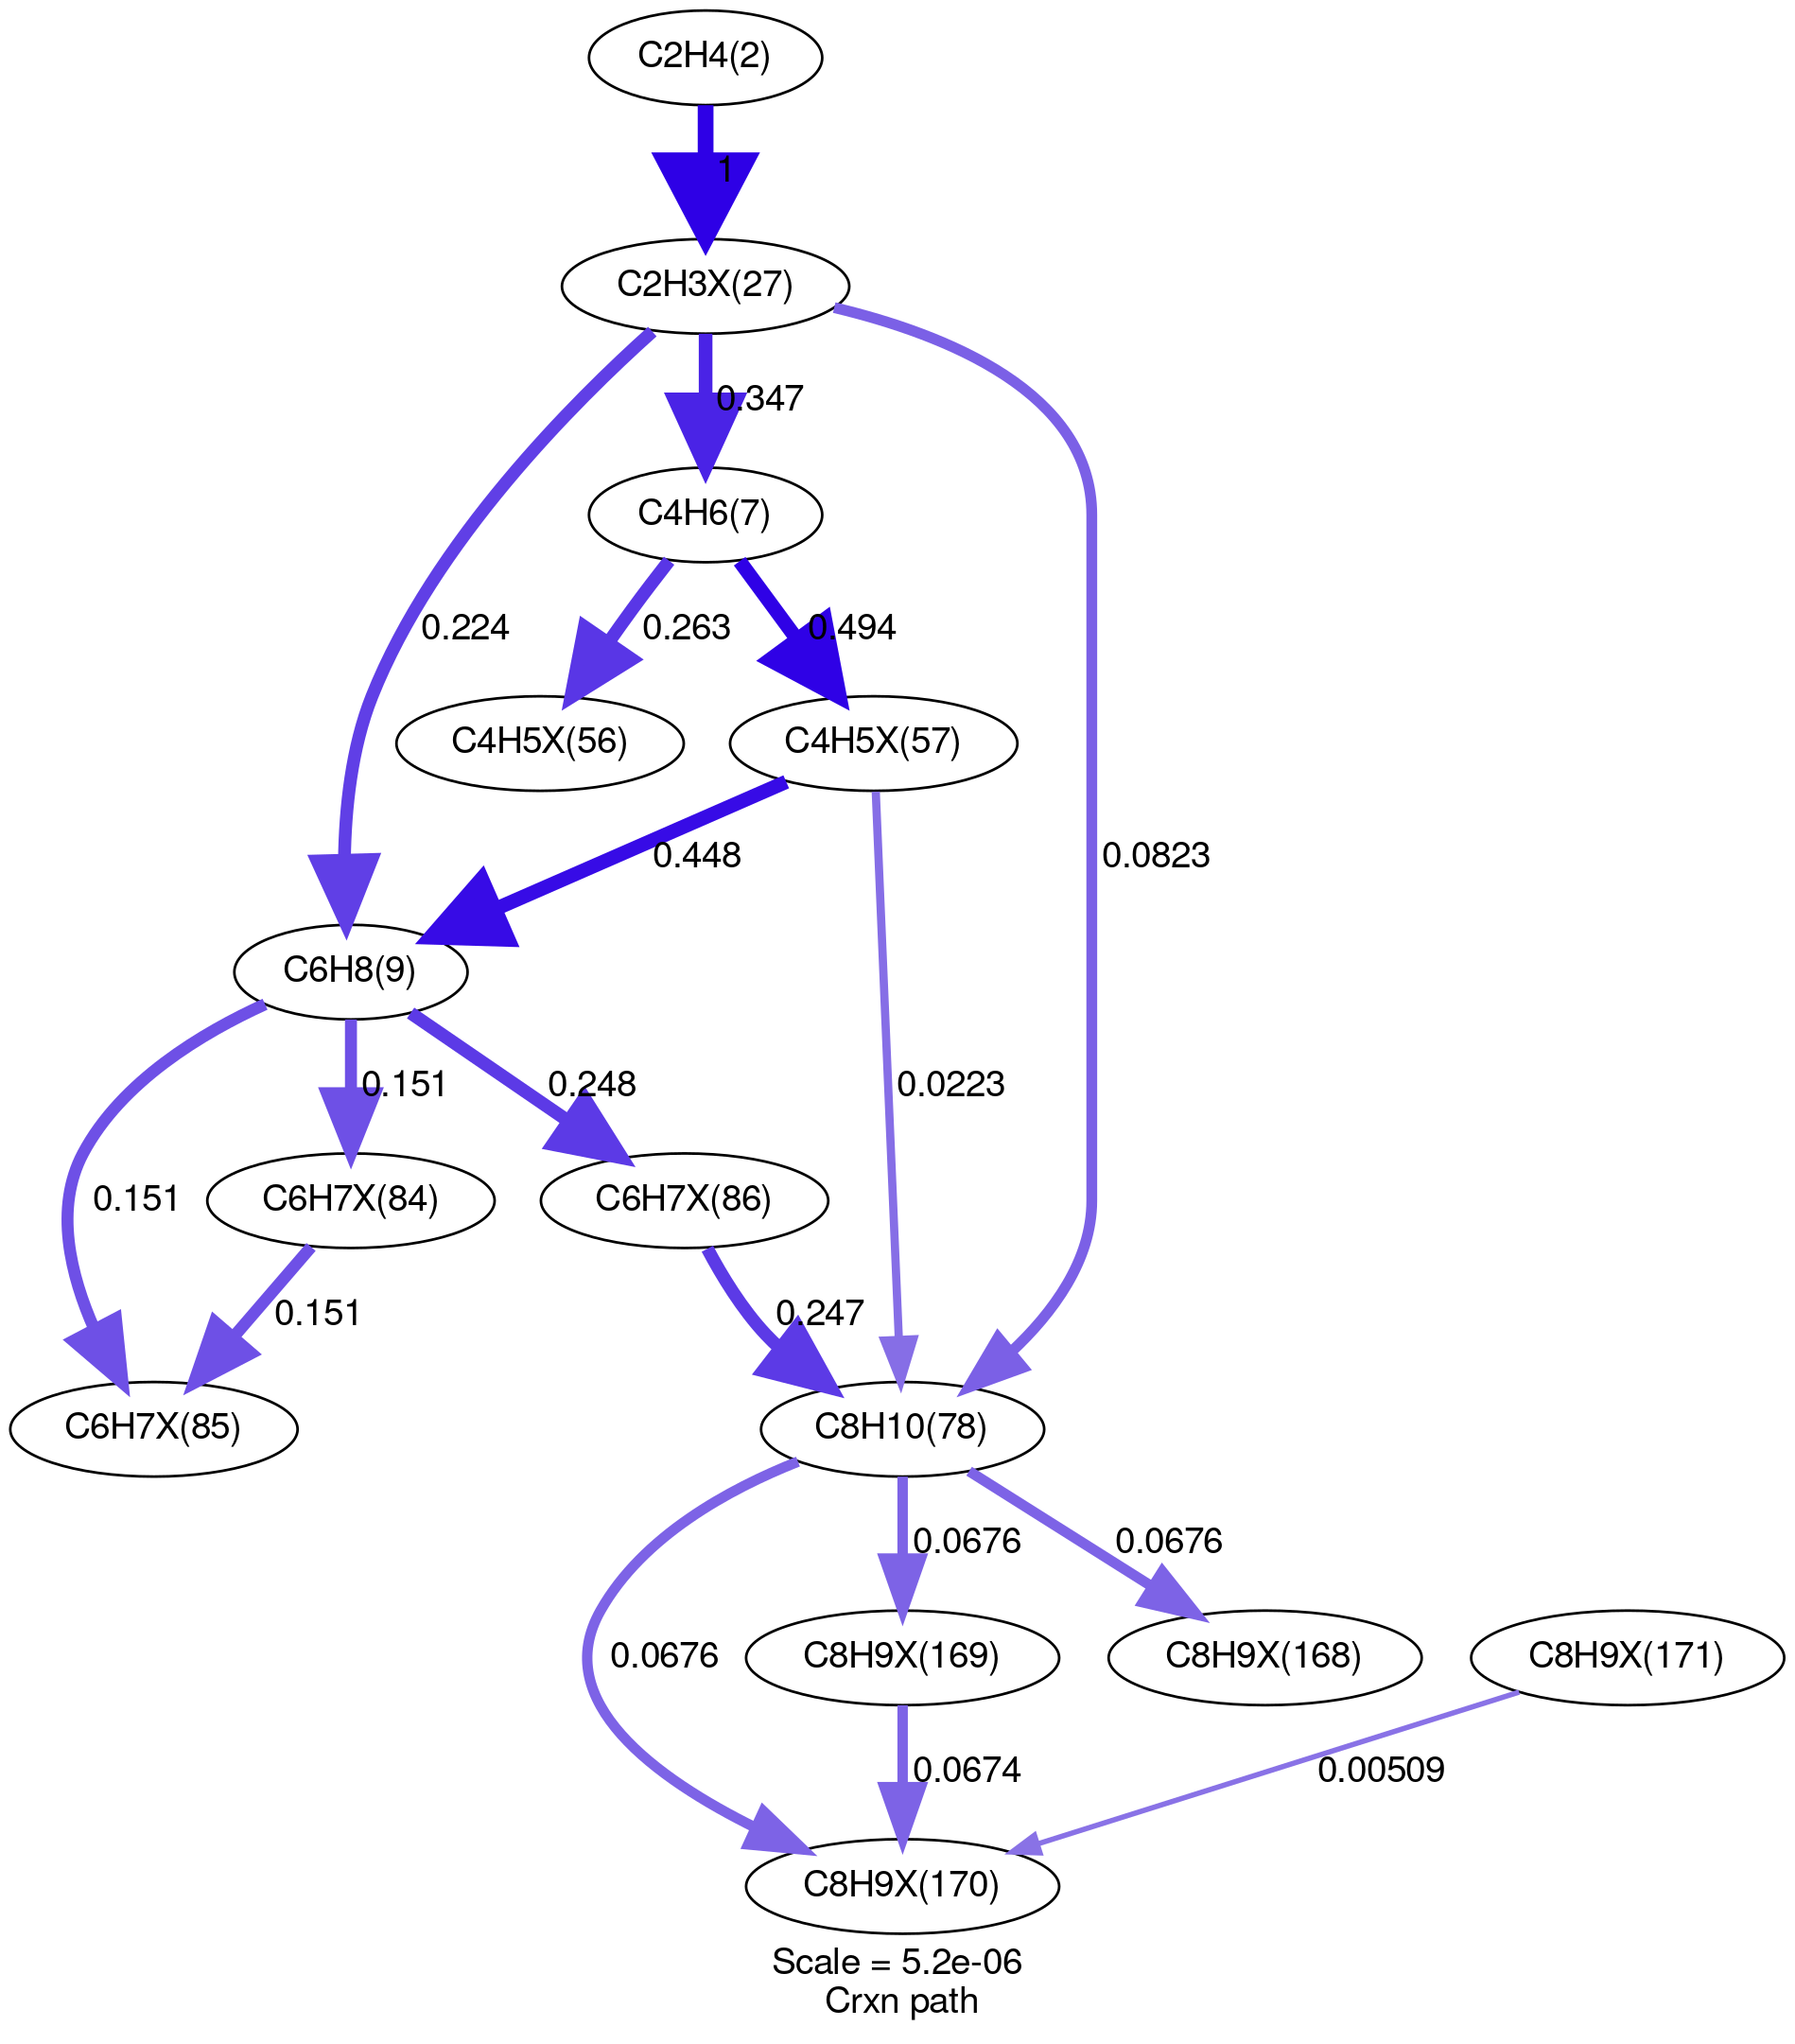 C2H4(2)
1
C2H3X(27)
0.347
C4H6(7)
0.224
0.263
0.494
C4H5X(56)
C4H5X(57)
0.448
0.0823
C6H8(9)
0.151
0.248
0.0223
0.151
C6H7X(84)
C6H7X(86)
0.151
0.247
C6H7X(85)
C8H10(78)
0.0676
0.0676
0.0676
C8H9X(169)
C8H9X(168)
C8H9X(171)
0.0674
0.00509
C8H9X(170)
Scale = 5.2e-06
Crxn path